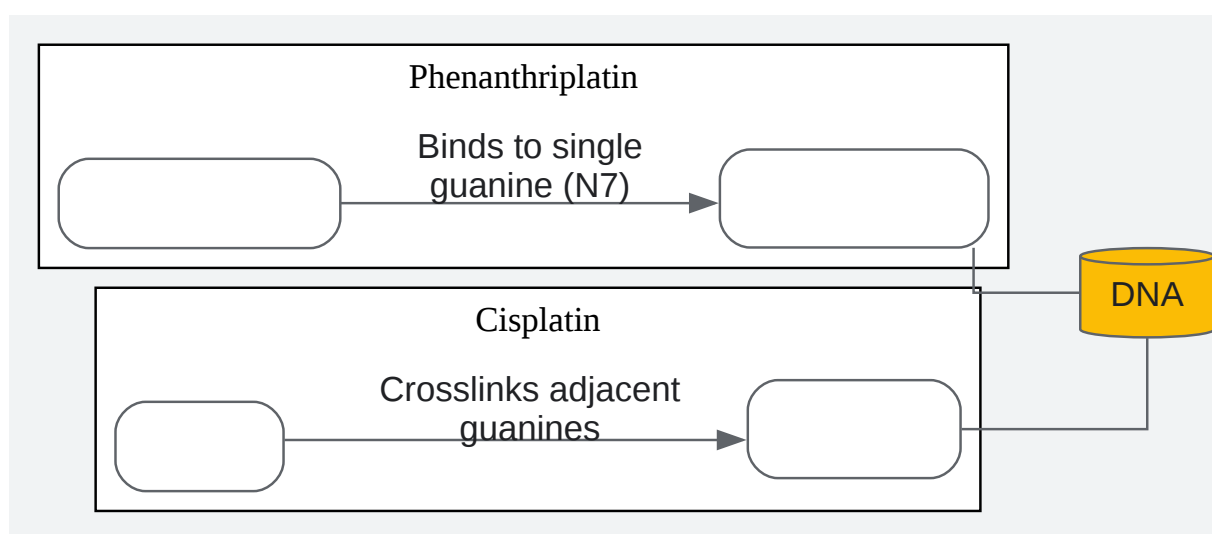 Phenanthriplatin
Binds to single
guanine (N7)
DNA
Cisplatin
Crosslinks adjacent
guanines